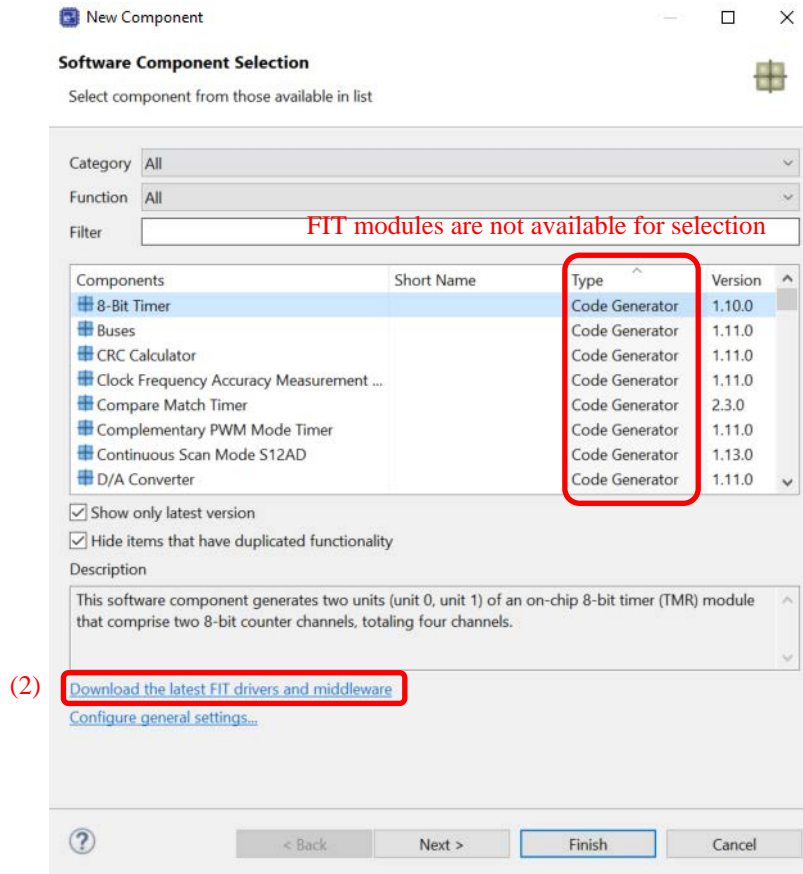 New Component
Software Component Selection
Select component from those available in list
Category All
Function All
Filter
FIT modules are not available for selection
Components Short Name Type Version
8-Bit Timer Code Generator 1.10.0
Buses Code Generator 1.11.0
CRC Calculator Code Generator 1.11.0
Clock Frequency Accuracy Measurement ... Code Generator 1.11.0
Compare Match Timer Code Generator 2.3.0
Complementary PWM Mode Timer Code Generator 1.11.0
Continuous Scan Mode S12AD Code Generator 1.13.0
D/A Converter Code Generator 1.11.0
Show only latest version
Hide items that have duplicated functionality
Description
This software component generates two units (unit 0, unit 1) of an on-chip 8-bit timer (TMR) module
that comprise two 8-bit counter channels, totaling four channels.
(2) Download the latest FIT drivers and middleware
Configure general settings...
? < Back Next > Finish Cancel